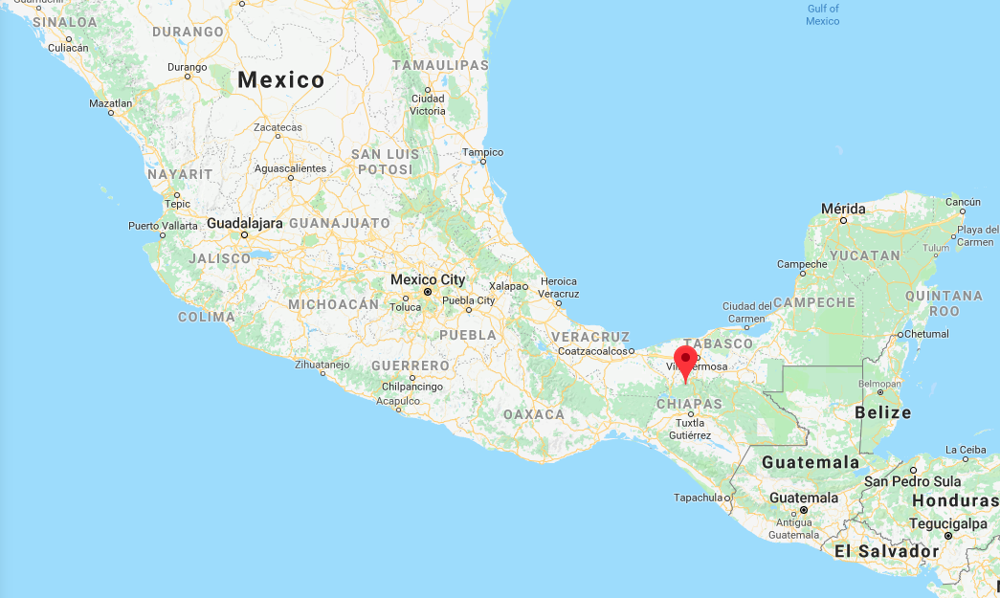 Gulf of
Mexico
SINALOA
DURANGO
Culiacán
TAMAULIPAS
Durango
Mexico
Mazatlan
Ciudad
Victoria
Zacatecas
SAN LUIS
POTOSI
Tampico
Aguascalientes
NAYARIT
Tepic
Mérida
Cancún
Puerto Vallarta
Guadalajara
GUANAJUATO
Playa del
Carmen
Tulum
JALISCO
YUCATAN
Campeche
Mexico City
Xalapa
Heroica
Veracruz
Toluca
Puebla City
COLIMA
MICHOACÁN
Ciudad del
Carmen
CAMPECHE
QUINTANA
ROO
PUEBLA
VERACRUZ
Coatzacoalcos
TABASCO
Chetumal
Zihuatanejo
GUERRERO
Chilpancingo
Acapulco
OAXACA
CHIAPAS
Tuxtla
Gutiérrez
Belmopan
Belize
Guatemala
La Ceiba
San Pedro Sula
Honduras
Tapachula
Guatemala
Antigua
Guatemala
Tegucigalpa
El Salvador